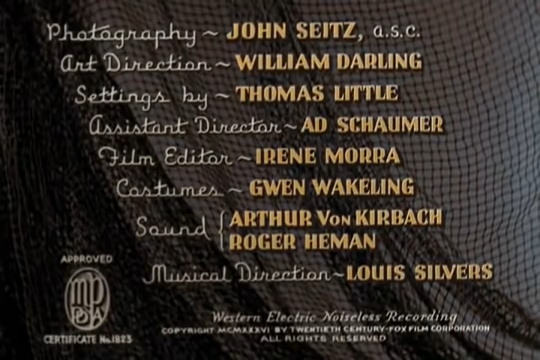 Photography ~ JOHN SEITZ, a.s.c.
Art Direction ~ WILLIAM DARLING
Settings by ~ THOMAS LITTLE
Assistant Director ~ AD SCHAUMER
Film Editor ~ IRENE MORRA
Costumes ~ GWEN WAKELING
Sound { ARTHUR Von KIRBACH
ROGER HEMAN
Musical Direction ~ LOUIS SILVERS
APPROVED
MPPDA
CERTIFICATE No. 1823
Western Electric Noiseless Recording
COPYRIGHT MCMXXXVI BY TWENTIETH CENTURY-FOX FILM CORPORATION
ALL RIGHTS RESERVED